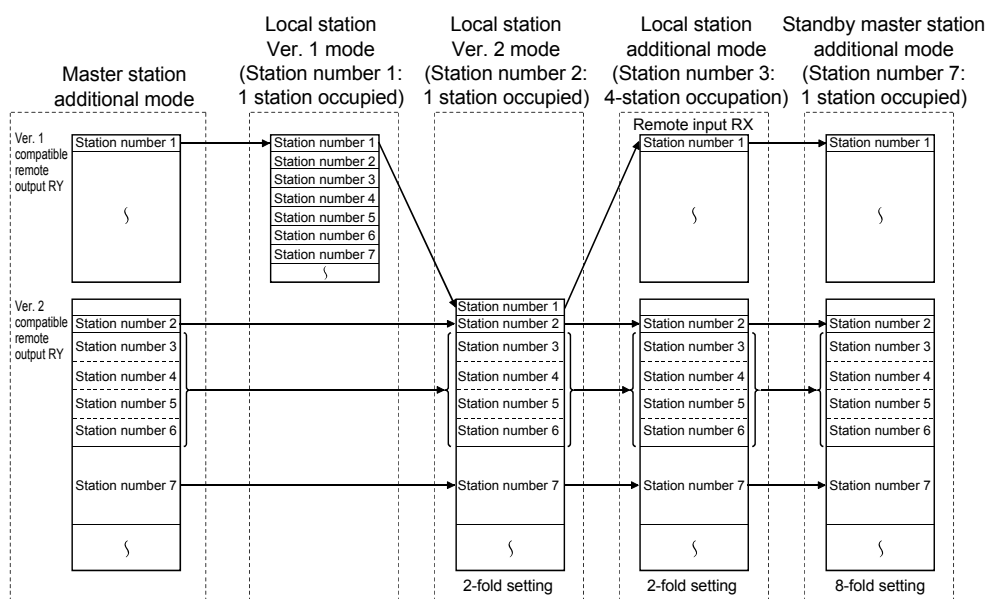 Master station
additional mode
Local station
Ver. 1 mode
(Station number 1:
1 station occupied)
Local station
Ver. 2 mode
(Station number 2:
1 station occupied)
Local station
additional mode
(Station number 3:
4-station occupation)
Standby master station
additional mode
(Station number 7:
1 station occupied)
Ver. 1
compatible
remote
output RY
Station number 1
Station number 1
Station number 2
Station number 3
Station number 4
Station number 5
Station number 6
Station number 7
Remote input RX
Station number 1
Station number 1
Ver. 2
compatible
remote
output RY
Station number 2
Station number 3
Station number 4
Station number 5
Station number 6
Station number 7
Station number 1
Station number 2
Station number 3
Station number 4
Station number 5
Station number 6
Station number 7
2-fold setting
Station number 2
Station number 3
Station number 4
Station number 5
Station number 6
Station number 7
2-fold setting
Station number 2
Station number 3
Station number 4
Station number 5
Station number 6
Station number 7
8-fold setting